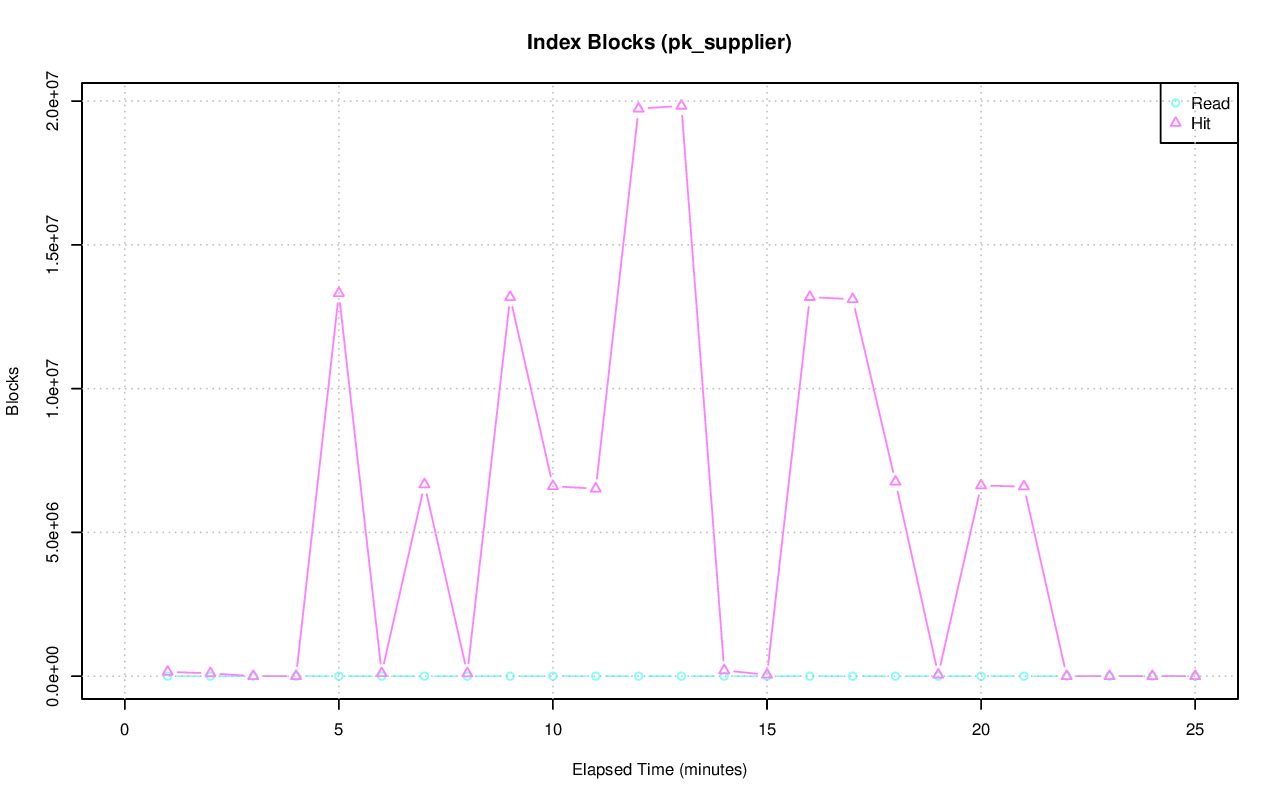 Index Blocks (pk_supplier)
Read
Hit
Blocks
2.0e+07
1.5e+07
1.0e+07
5.0e+06
0.0e+00
0 5 10 15 20 25
Elapsed Time (minutes)